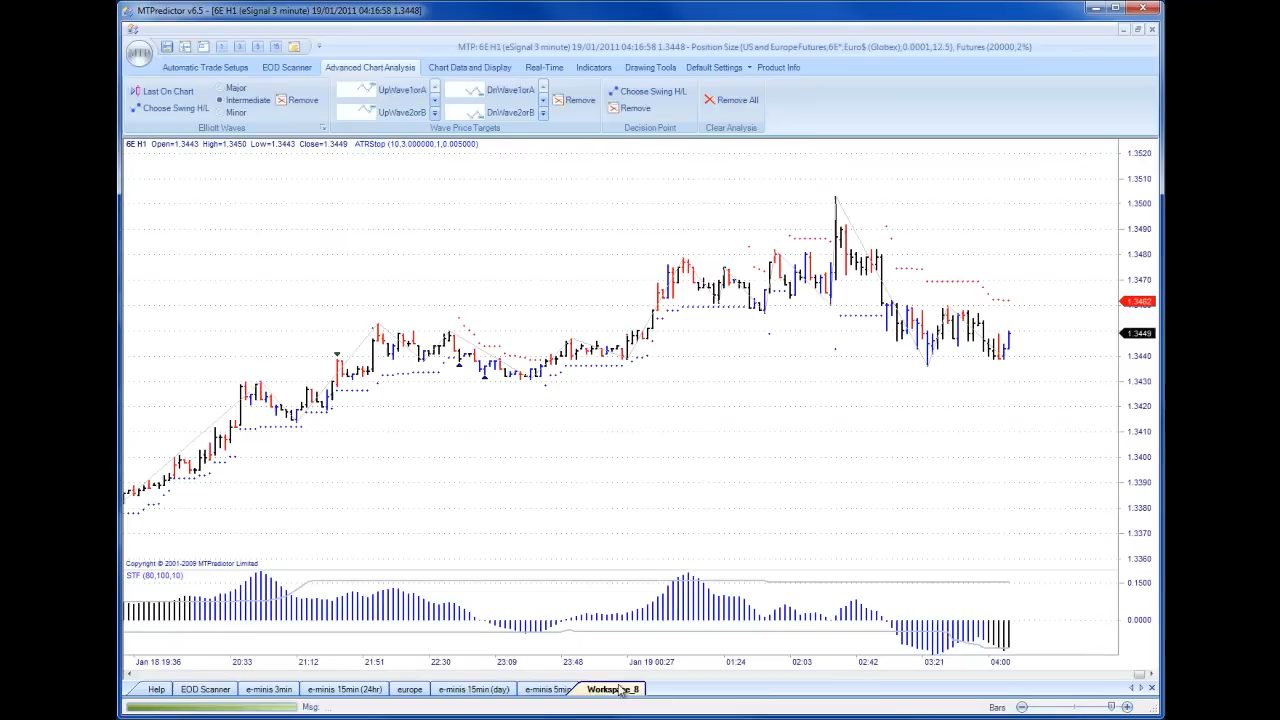 MTPredictor v6.5 - [6E H1 (eSignal 3 minute) 19/01/2011 04:16:58 1.3448]
MTP: 6E H1 (eSignal 3 minute) 19/01/2011 04:16:58 1.3448 - Position Size (US and Europe Futures,6E*,Euro$ (Globex),0.0001,12.5), Futures (20000,2%)
MTP
Automatic Trade Setups EOD Scanner Advanced Chart Analysis Chart Data and Display Real-Time Indicators Drawing Tools Default Settings Product Info
Last On Chart Major UpWave1orA DnWave1orA Choose Swing H/L
Choose Swing H/L Intermediate Remove Remove Remove All
Minor UpWave2orB DnWave2orB Remove
Elliott Waves Wave Price Targets Decision Point Clear Analysis
6E H1 Open=1.3443 High=1.3450 Low=1.3443 Close=1.3449 ATRStop (10,3.000000,1,0.005000)
1.3520
1.3510
1.3500
1.3490
1.3480
1.3470
1.3462
1.3449
1.3440
1.3430
1.3420
1.3410
1.3400
1.3390
1.3380
1.3370
1.3360
Copyright © 2001-2009 MTPredictor Limited
STF (80,100,10)
0.1500
0.0000
Jan 18 19:36 20:33 21:12 21:51 22:30 23:09 23:48 Jan 19 00:27 01:24 02:03 02:42 03:21 04:00
Help EOD Scanner e-minis 3min e-minis 15min (24hr) europe e-minis 15min (day) e-minis 5min
Msg: ... Bars